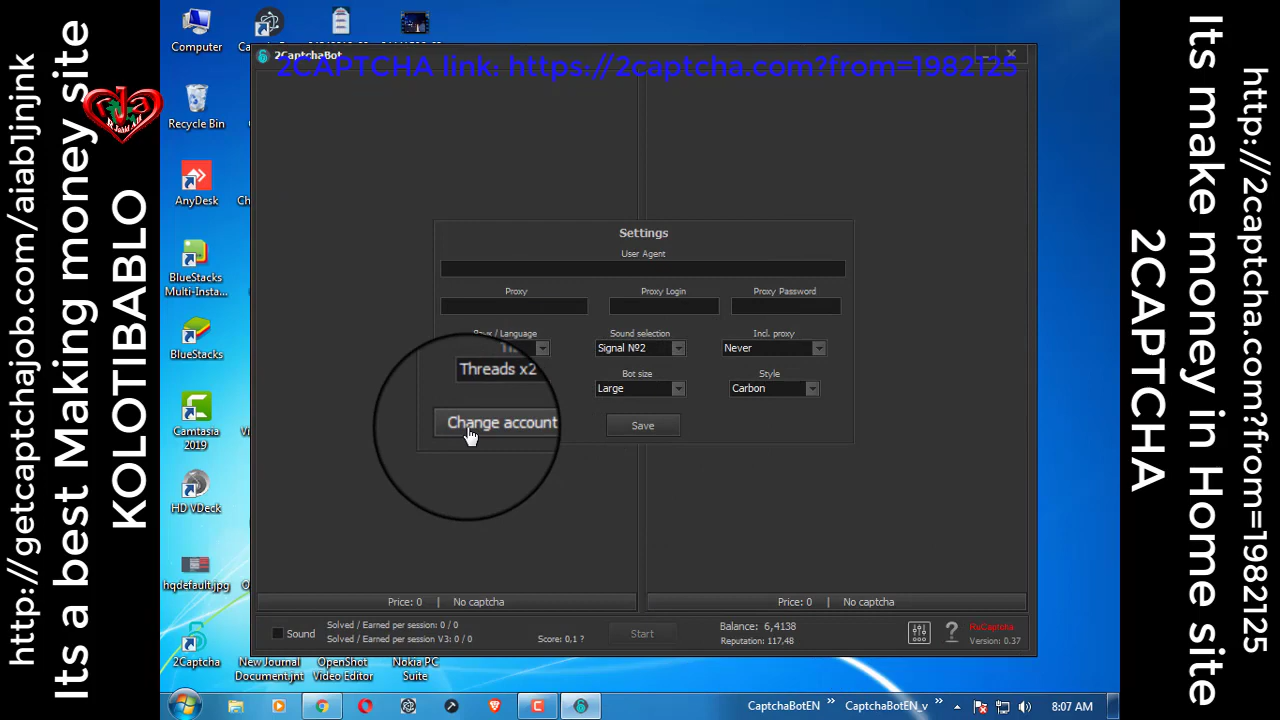 http://getcaptchajob.com/aiabljnjnk
Its a best Making money site
KOLOTIBABLO
Computer
Recycle Bin
AnyDesk
BlueStacks
Multi-Insta...
BlueStacks
Camtasia
2019
HD VDeck
hqdefault.jpg
2Captcha
New Journal
Document.jnt
OpenShot
Video Editor
Nokia PC
Suite
2CaptchaBot
2CAPTCHA link: https://2captcha.com?from=1982125
Settings
User Agent
Proxy
Proxy Login
Proxy Password
/ Language
Sound selection
Incl. proxy
Signal №2
Never
Threads x2
Bot size
Style
Large
Carbon
Change account
Save
Price: 0 | No captcha
Price: 0 | No captcha
Sound
Solved / Earned per session: 0 / 0
Solved / Earned per session V3: 0 / 0
Score: 0,1 ?
Start
Balance: 6,4138
Reputation: 117,48
?
RuCaptcha
Version: 0.37
CaptchaBotEN
CaptchaBotEN_v
8:07 AM
Its make money in Home site
2CAPTCHA
http://2captcha.com?from=1982125